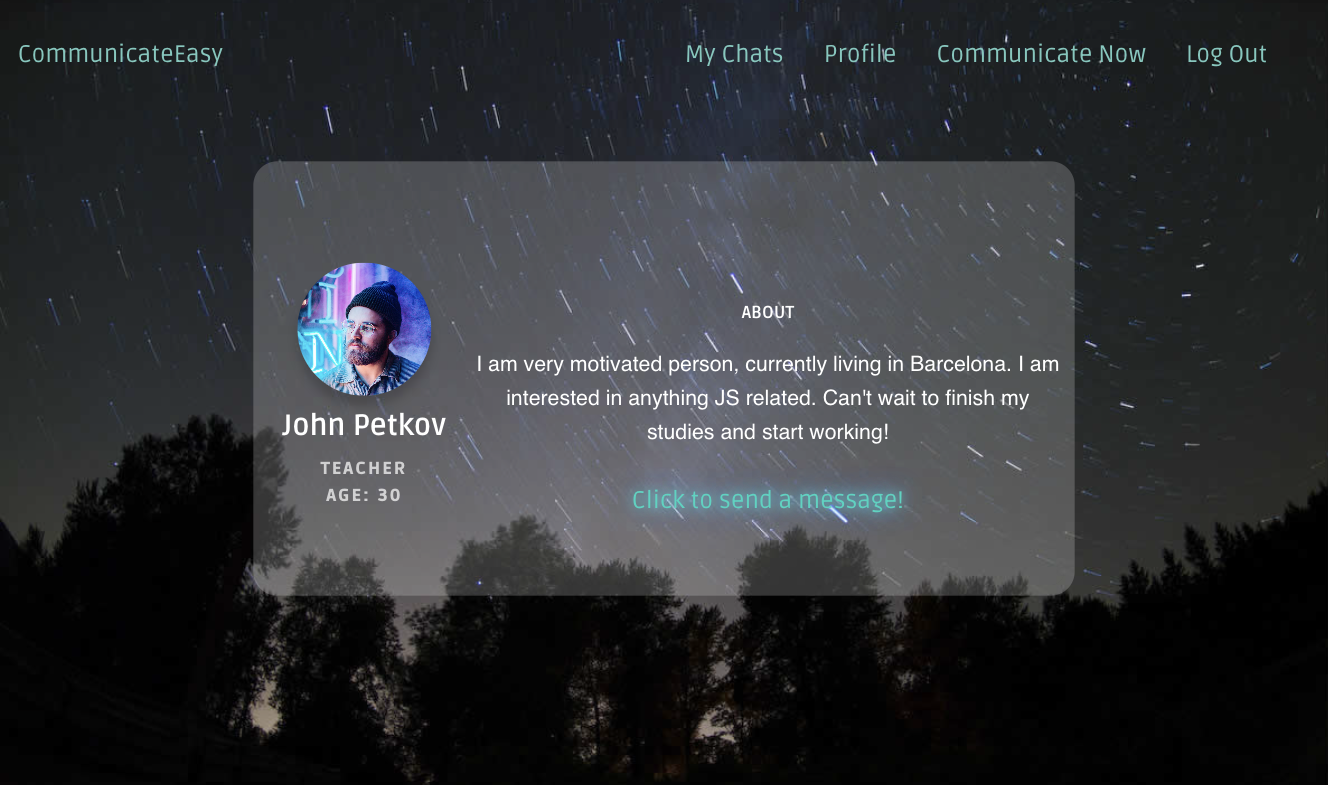 CommunicateEasy
My Chats Profile Communicate Now Log Out
ABOUT
I am very motivated person, currently living in Barcelona. I am
interested in anything JS related. Can't wait to finish my
studies and start working!
Click to send a message!
John Petkov
TEACHER
AGE: 30